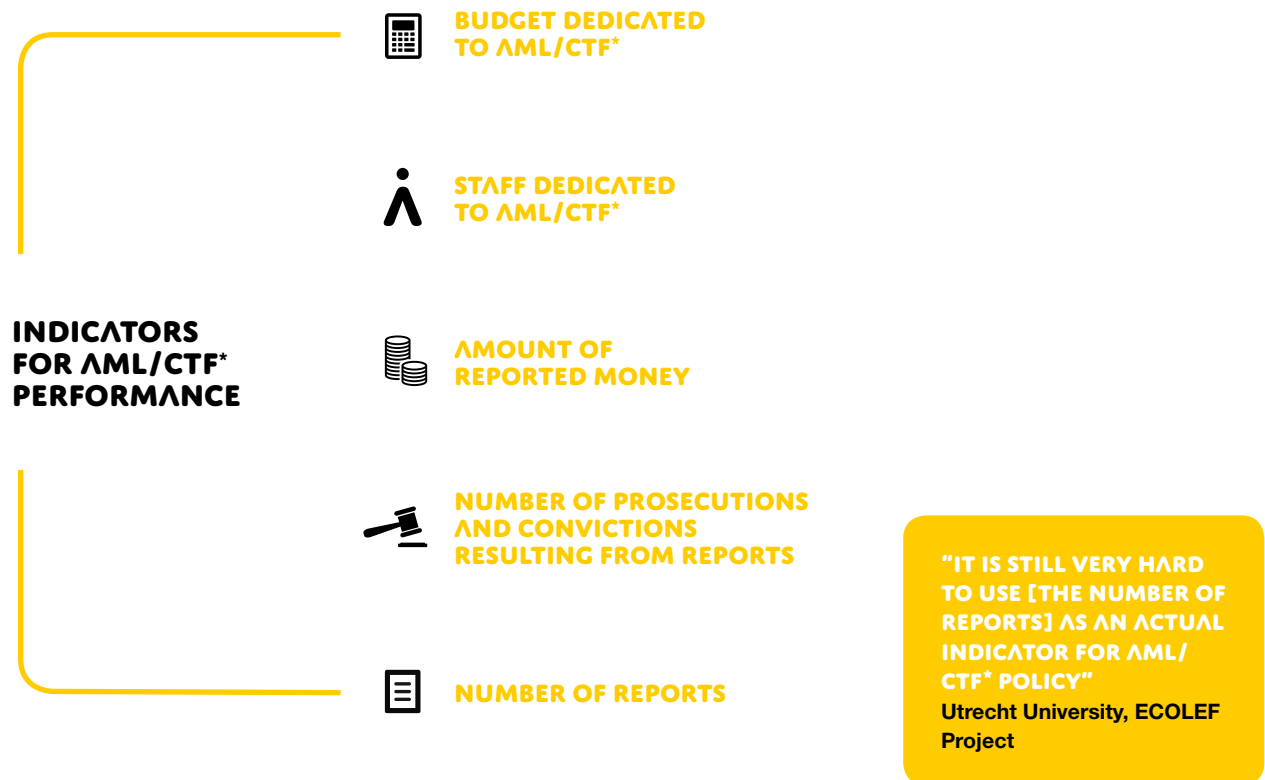 BUDGET DEDICATED
TO AML/CTF*
STAFF DEDICATED
TO AML/CTF*
INDICATORS
FOR AML/CTF*
PERFORMANCE
AMOUNT OF
REPORTED MONEY
NUMBER OF PROSECUTIONS
AND CONVICTIONS
RESULTING FROM REPORTS
NUMBER OF REPORTS
"IT IS STILL VERY HARD
TO USE [THE NUMBER OF
REPORTS] AS AN ACTUAL
INDICATOR FOR AML/
CTF* POLICY"
Utrecht University, ECOLEF
Project